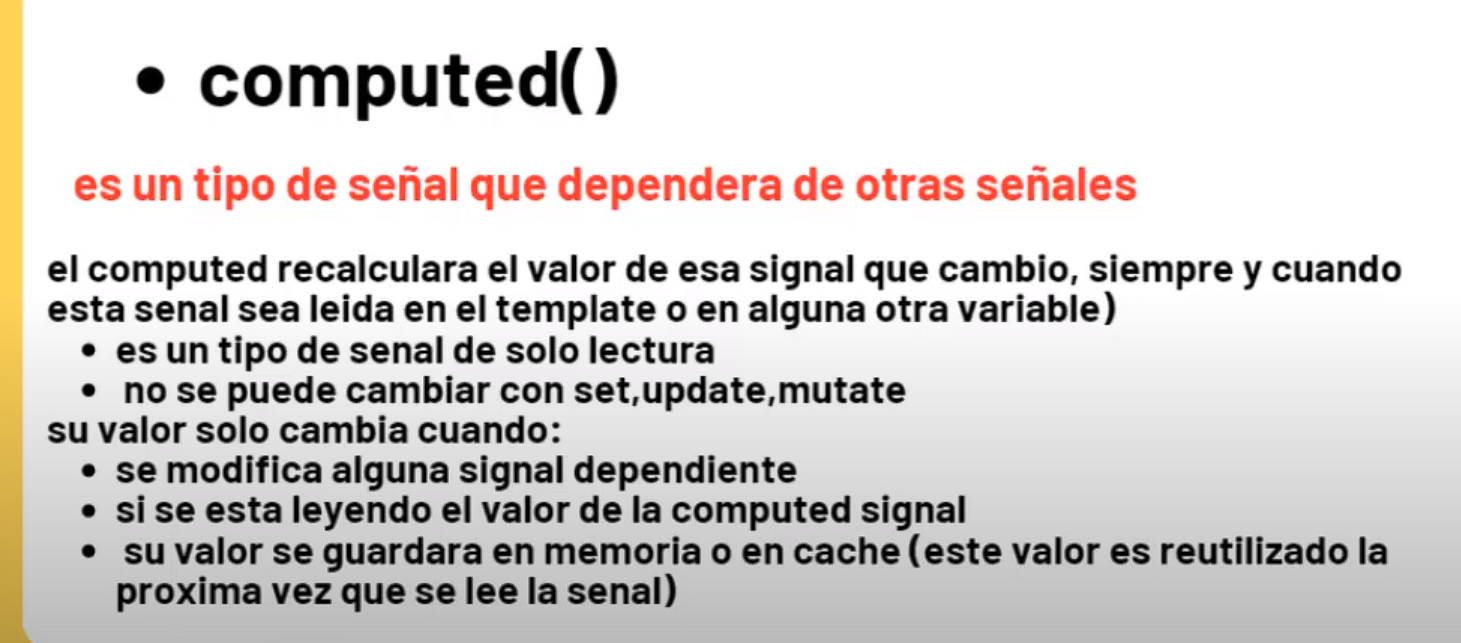 • computed()
es un tipo de señal que dependera de otras señales
el computed recalculara el valor de esa signal que cambio, siempre y cuando
esta senal sea leida en el template o en alguna otra variable)
• es un tipo de senal de solo lectura
• no se puede cambiar con set,update,mutate
su valor solo cambia cuando:
• se modifica alguna signal dependiente
• si se esta leyendo el valor de la computed signal
• su valor se guardara en memoria o en cache (este valor es reutilizado la
proxima vez que se lee la senal)